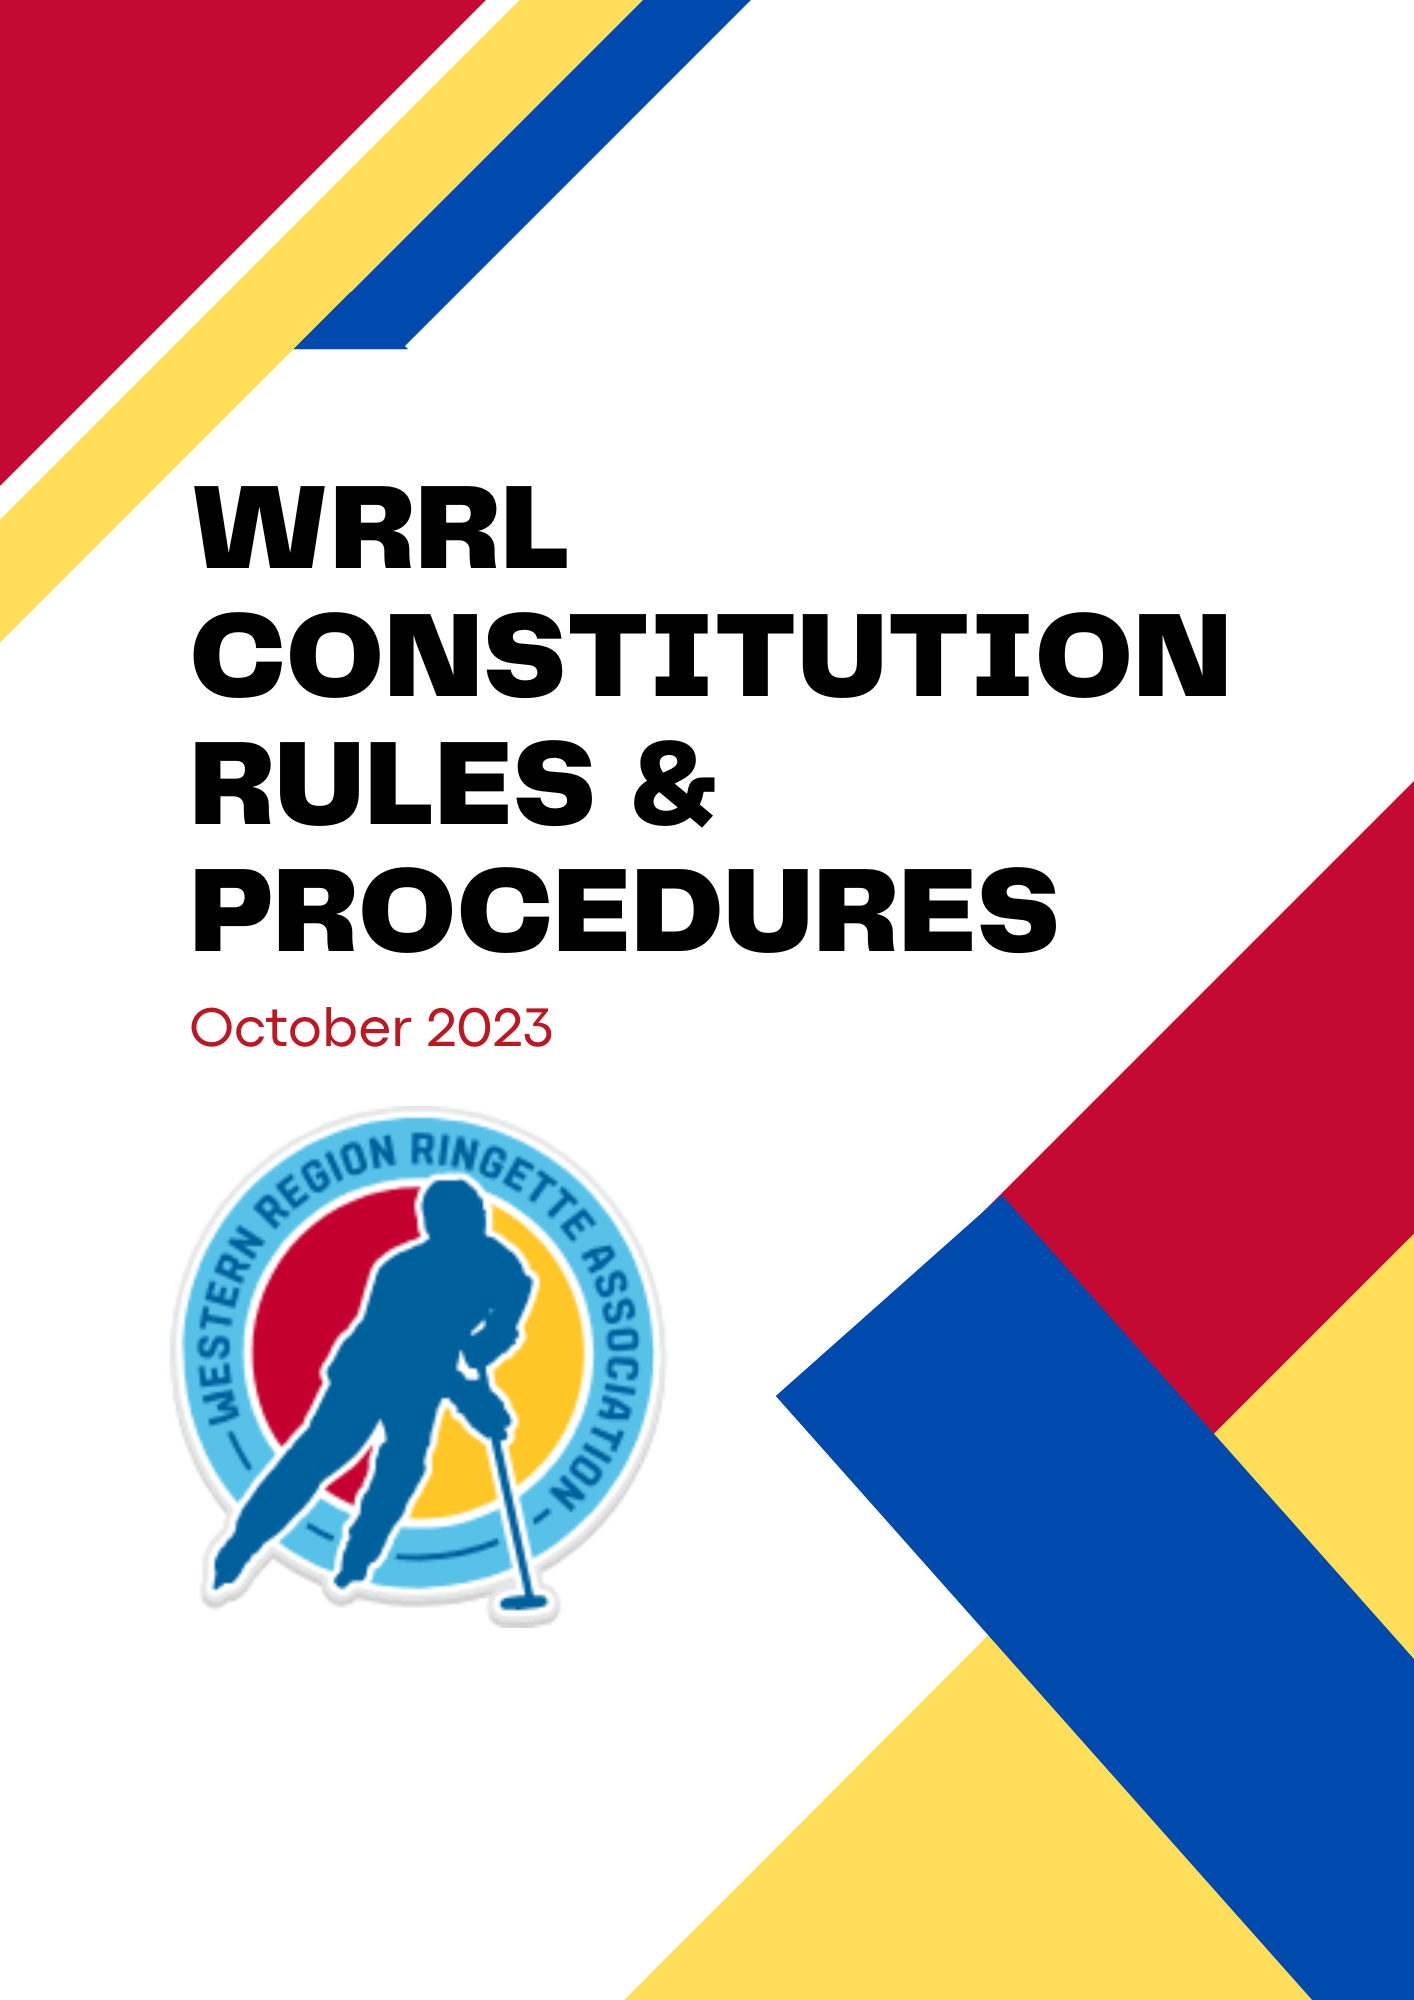 WRRL
CONSTITUTION
RULES &
PROCEDURES
October 2023
WESTERN REGION RINGETTE ASSOCIATION